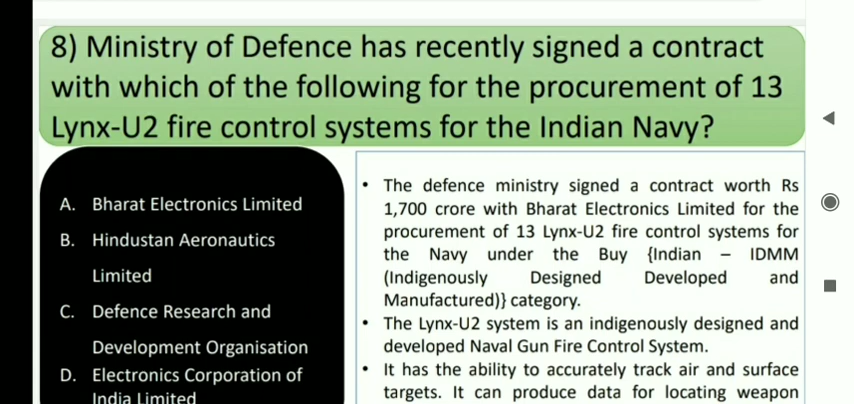 8) Ministry of Defence has recently signed a contract
with which of the following for the procurement of 13
Lynx-U2 fire control systems for the Indian Navy?
A. Bharat Electronics Limited
B. Hindustan Aeronautics
Limited
C. Defence Research and
Development Organisation
D. Electronics Corporation of
India Limited
• The defence ministry signed a contract worth Rs
1,700 crore with Bharat Electronics Limited for the
procurement of 13 Lynx-U2 fire control systems for
the Navy under the Buy {Indian – IDMM
(Indigenously Designed Developed and
Manufactured)} category.
• The Lynx-U2 system is an indigenously designed and
developed Naval Gun Fire Control System.
• It has the ability to accurately track air and surface
targets. It can produce data for locating weapon